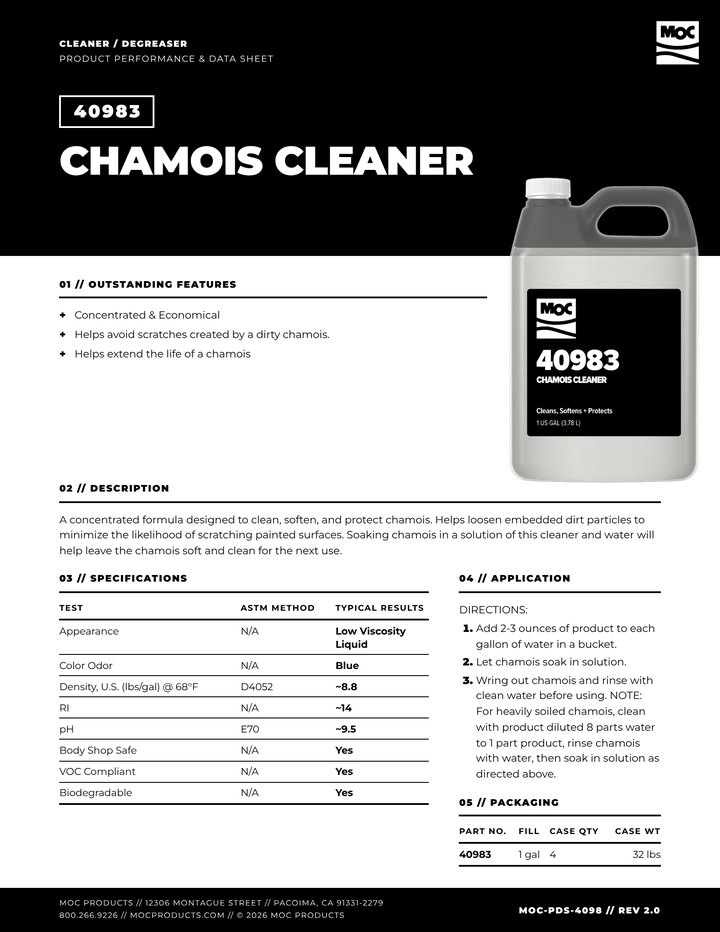 CLEANER / DEGREASER
PRODUCT PERFORMANCE & DATA SHEET
MOC
40983
CHAMOIS CLEANER
01 // OUTSTANDING FEATURES
+ Concentrated & Economical
+ Helps avoid scratches created by a dirty chamois.
+ Helps extend the life of a chamois
MOC
40983
CHAMOIS CLEANER
Cleans, Softens + Protects
1 US GAL (3.78 L)
02 // DESCRIPTION
A concentrated formula designed to clean, soften, and protect chamois. Helps loosen embedded dirt particles to
minimize the likelihood of scratching painted surfaces. Soaking chamois in a solution of this cleaner and water will
help leave the chamois soft and clean for the next use.
03 // SPECIFICATIONS
TEST ASTM METHOD TYPICAL RESULTS
Appearance N/A Low Viscosity
Liquid
Color Odor N/A Blue
Density, U.S. (lbs/gal) @ 68°F D4052 ~8.8
RI N/A ~14
pH E70 ~9.5
Body Shop Safe N/A Yes
VOC Compliant N/A Yes
Biodegradable N/A Yes
04 // APPLICATION
DIRECTIONS:
1. Add 2-3 ounces of product to each
gallon of water in a bucket.
2. Let chamois soak in solution.
3. Wring out chamois and rinse with
clean water before using. NOTE:
For heavily soiled chamois, clean
with product diluted 8 parts water
to 1 part product, rinse chamois
with water, then soak in solution as
directed above.
05 // PACKAGING
PART NO. FILL CASE QTY CASE WT
40983 1 gal 4 32 lbs
MOC PRODUCTS // 12306 MONTAGUE STREET // PACOIMA, CA 91331-2279
800.266.9226 // MOCPRODUCTS.COM // © 2026 MOC PRODUCTS
MOC-PDS-4098 // REV 2.0